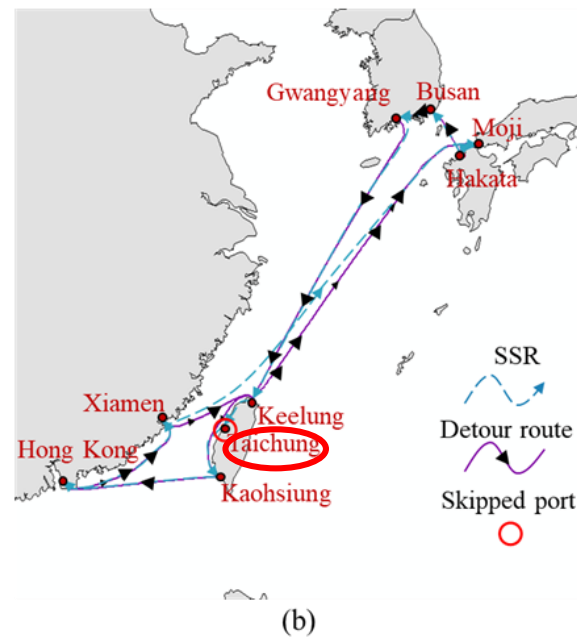 Gwangyang
Busan
Moji
Hakata
SSR
Xiamen
Keelung
Detour route
Hong Kong
Taichung
Kaohsiung
Skipped port
(b)